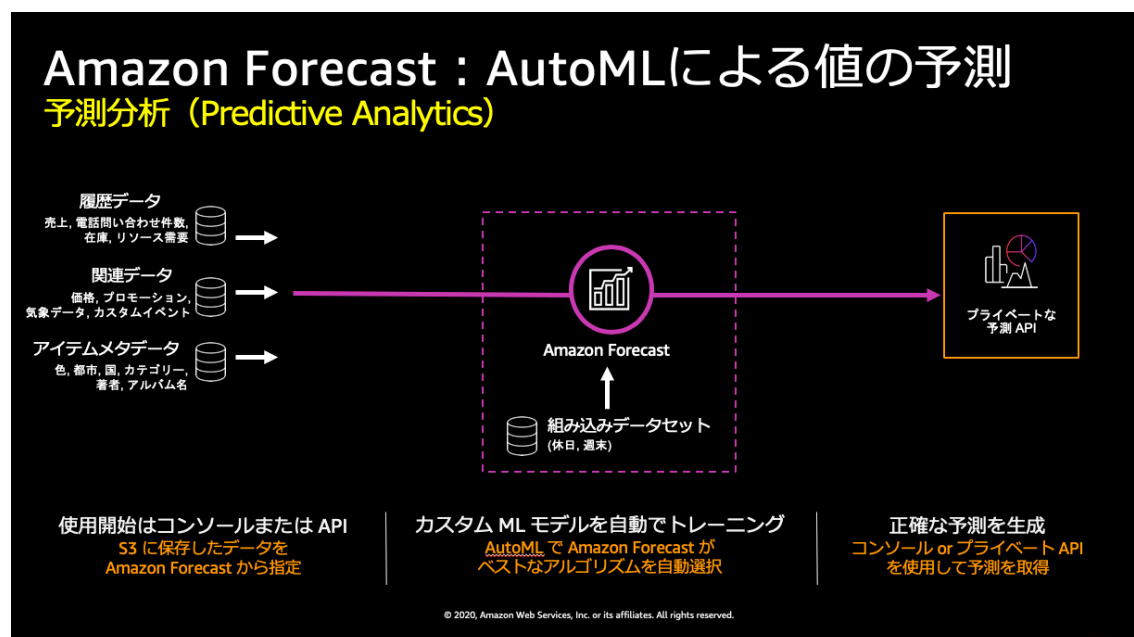 Amazon Forecast：AutoMLによる値の予測
予測分析（Predictive Analytics）
履歴データ
売上, 電話問い合わせ件数,
在庫, リソース需要
関連データ
価格, プロモーション,
気象データ, カスタムイベント
アイテムメタデータ
色, 都市, 国, カテゴリー,
著者, アルバム名
Amazon Forecast
組み込みデータセット
(休日, 週末)
プライベートな
予測 API
使用開始はコンソールまたは API
S3 に保存したデータを
Amazon Forecast から指定
カスタム ML モデルを自動でトレーニング
AutoML で Amazon Forecast が
ベストなアルゴリズムを自動選択
正確な予測を生成
コンソール or プライベート API
を使用して予測を取得
© 2020, Amazon Web Services, Inc. or its affiliates. All rights reserved.